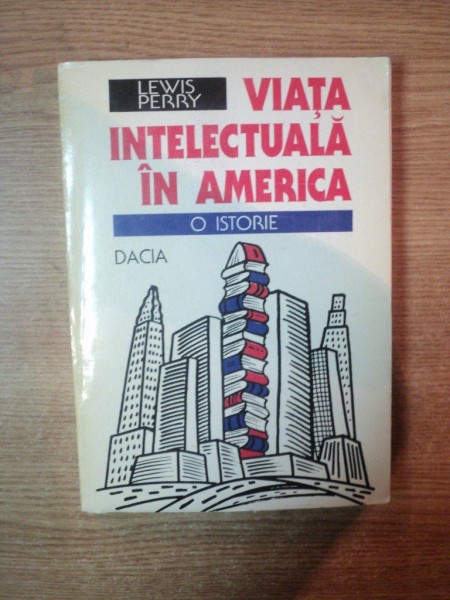 LEWIS
PERRY
VIAȚA
INTELECTUALĂ
ÎN AMERICA
O ISTORIE
DACIA